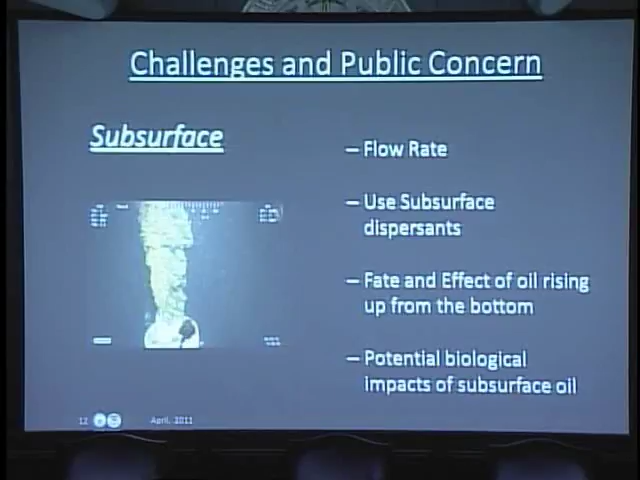 Challenges and Public Concern
Subsurface
– Flow Rate
– Use Subsurface
dispersants
– Fate and Effect of oil rising
up from the bottom
– Potential biological
impacts of subsurface oil
12
April, 2011